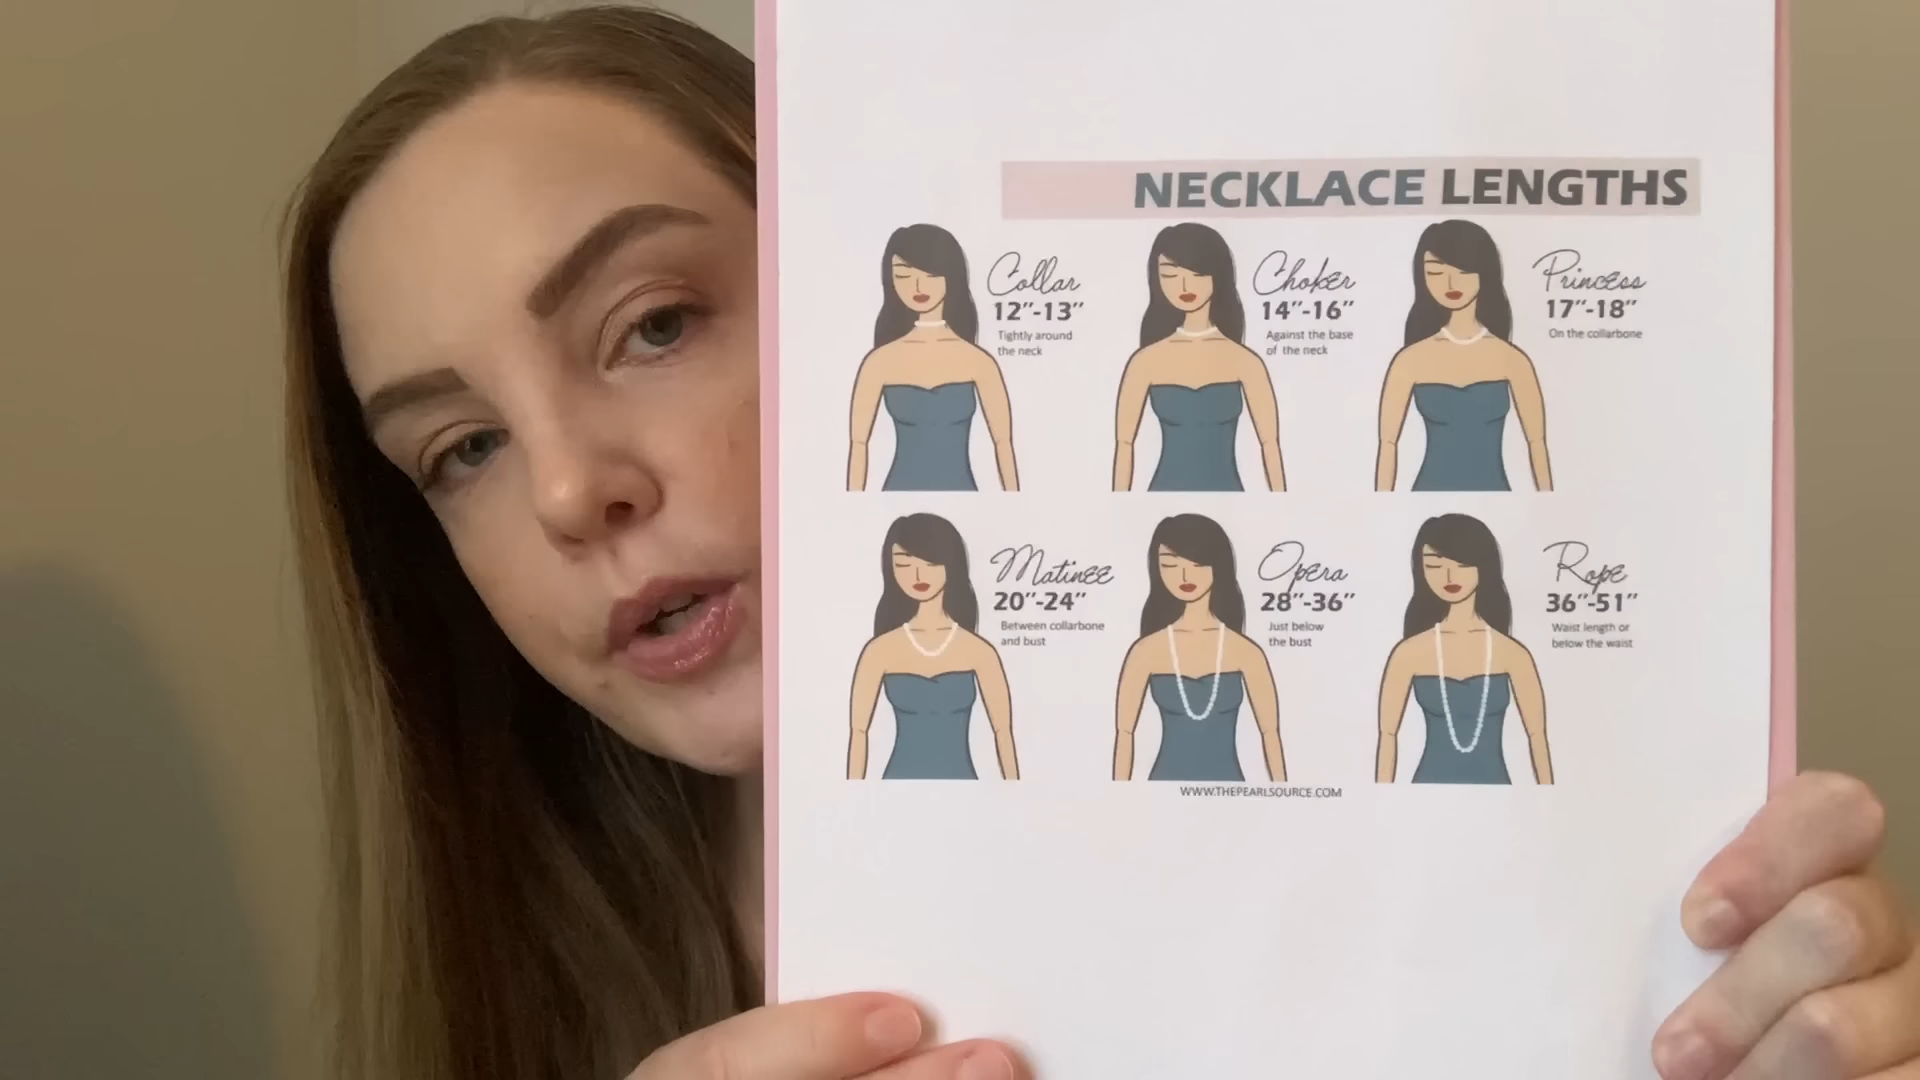 NECKLACE LENGTHS
Collar
12"-13"
Tightly around
the neck
Choker
14"-16"
Against the base
of the neck
Princess
17"-18"
On the collarbone
Matinee
20"-24"
Between collarbone
and bust
Opera
28"-36"
Just below
the bust
Rope
36"-51"
Waist length or
below the waist
WWW.THEPEARLSOURCE.COM